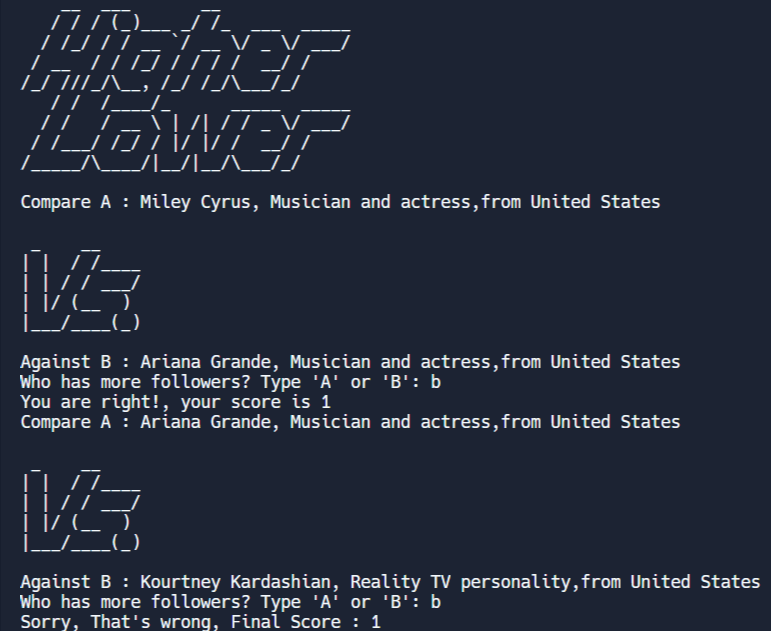 Higher
Lower
Compare A : Miley Cyrus, Musician and actress,from United States
Vs.
Against B : Ariana Grande, Musician and actress,from United States
Who has more followers? Type 'A' or 'B': b
You are right!, your score is 1
Compare A : Ariana Grande, Musician and actress,from United States
Vs.
Against B : Kourtney Kardashian, Reality TV personality,from United States
Who has more followers? Type 'A' or 'B': b
Sorry, That's wrong, Final Score : 1